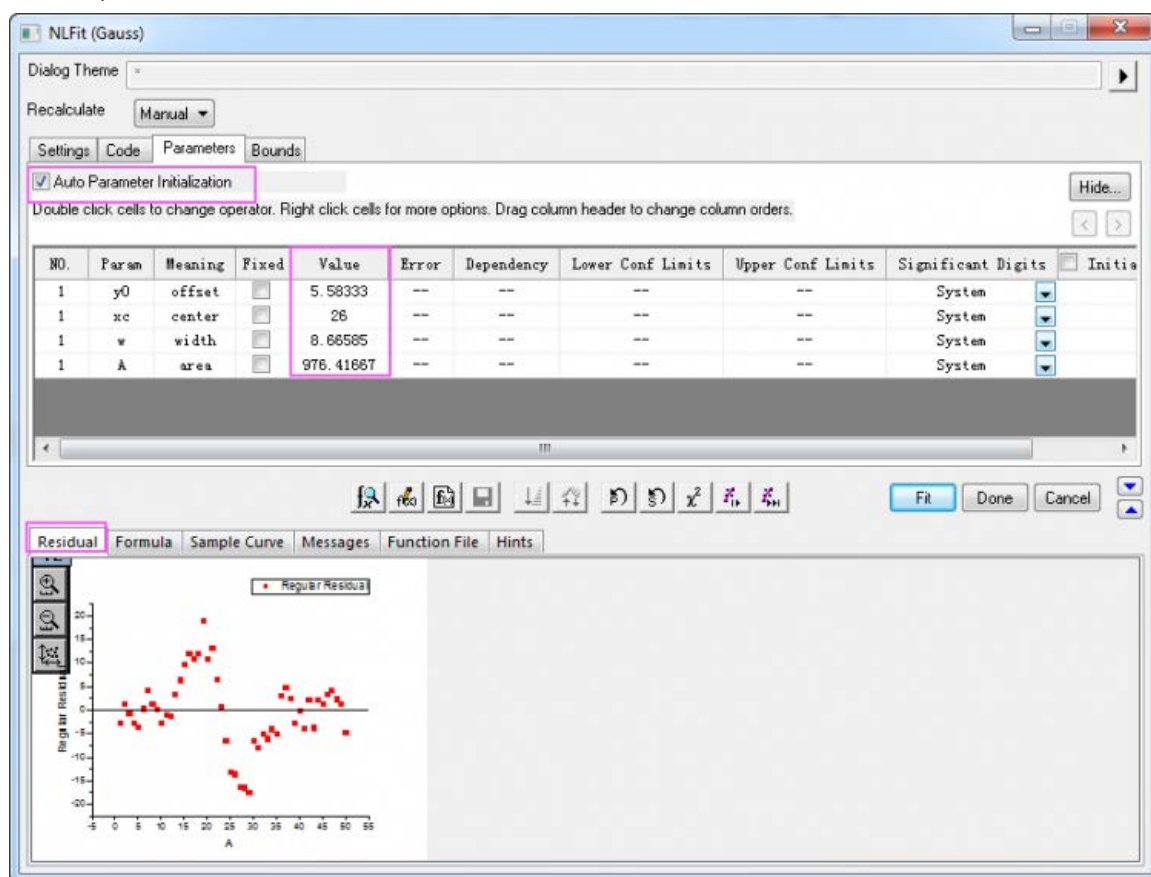 NLFit (Gauss)
Dialog Theme *
Recalculate Manual
Settings Code Parameters Bounds
Auto Parameter Initialization
Hide...
Double click cells to change operator. Right click cells for more options. Drag column header to change column orders.
NO. Param Meaning Fixed Value Error Dependency Lower Conf Limits Upper Conf Limits Significant Digits Initia
1 y0 offset 5.58333 -- -- -- -- System
1 xc center 26 -- -- -- -- System
1 w width 8.66585 -- -- -- -- System
1 A area 976.41667 -- -- -- -- System
Fit Done Cancel
Residual Formula Sample Curve Messages Function File Hints
Regular Residual
20
15
10
5
0
-5
-10
-15
-20
Regular Residual
-5 0 5 10 15 20 25 30 35 40 45 50 55
A